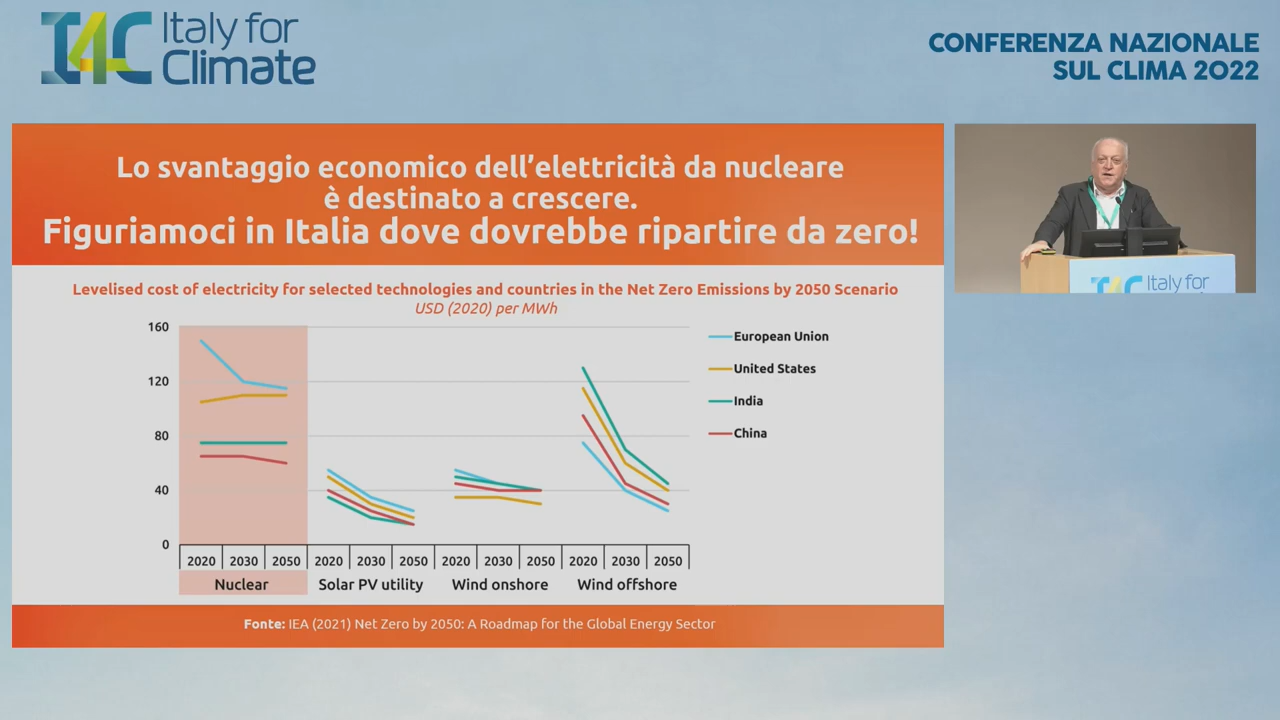 I4C Italy for
Climate
CONFERENZA NAZIONALE
SUL CLIMA 2022
Lo svantaggio economico dell'elettricità da nucleare
è destinato a crescere.
Figuriamoci in Italia dove dovrebbe ripartire da zero!
Levelised cost of electricity for selected technologies and countries in the Net Zero Emissions by 2050 Scenario
USD (2020) per MWh
160
120
80
40
0
European Union
United States
India
China
2020 2030 2050 2020 2030 2050 2020 2030 2050 2020 2030 2050
Nuclear Solar PV utility Wind onshore Wind offshore
Fonte: IEA (2021) Net Zero by 2050: A Roadmap for the Global Energy Sector
I4C Italy for